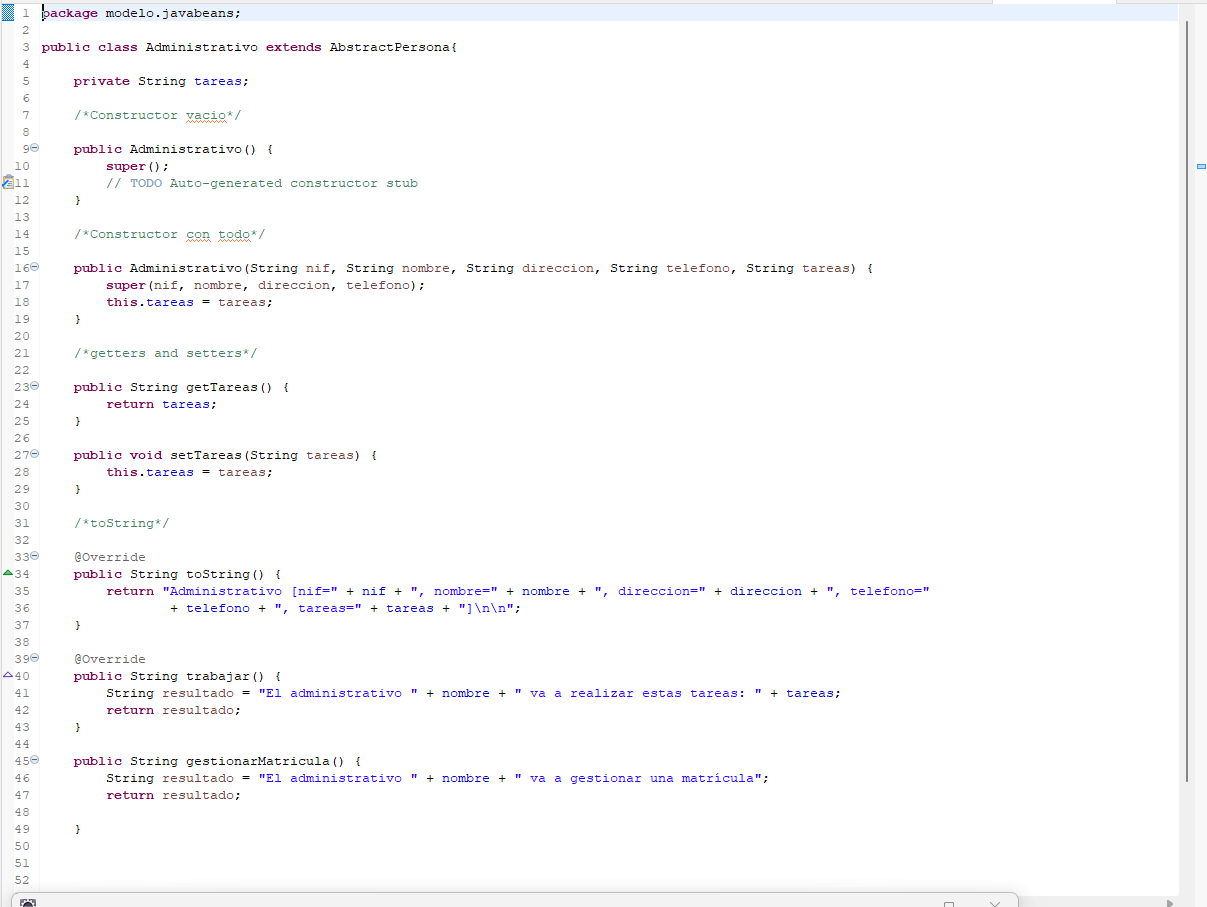 1 package modelo.javabeans;
2
3 public class Administrativo extends AbstractPersona{
4
5     private String tareas;
6
7     /*Constructor vacio*/
8
9     public Administrativo() {
10         super();
11         // TODO Auto-generated constructor stub
12     }
13
14     /*Constructor con todo*/
15
16     public Administrativo(String nif, String nombre, String direccion, String telefono, String tareas) {
17         super(nif, nombre, direccion, telefono);
18         this.tareas = tareas;
19     }
20
21     /*getters and setters*/
22
23     public String getTareas() {
24         return tareas;
25     }
26
27     public void setTareas(String tareas) {
28         this.tareas = tareas;
29     }
30
31     /*toString*/
32
33     @Override
34     public String toString() {
35         return "Administrativo [nif=" + nif + ", nombre=" + nombre + ", direccion=" + direccion + ", telefono="
36                 + telefono + ", tareas=" + tareas + "]\n\n";
37     }
38
39     @Override
40     public String trabajar() {
41         String resultado = "El administrativo " + nombre + " va a realizar estas tareas: " + tareas;
42         return resultado;
43     }
44
45     public String gestionarMatricula() {
46         String resultado = "El administrativo " + nombre + " va a gestionar una matrícula";
47         return resultado;
48
49     }
50
51
52